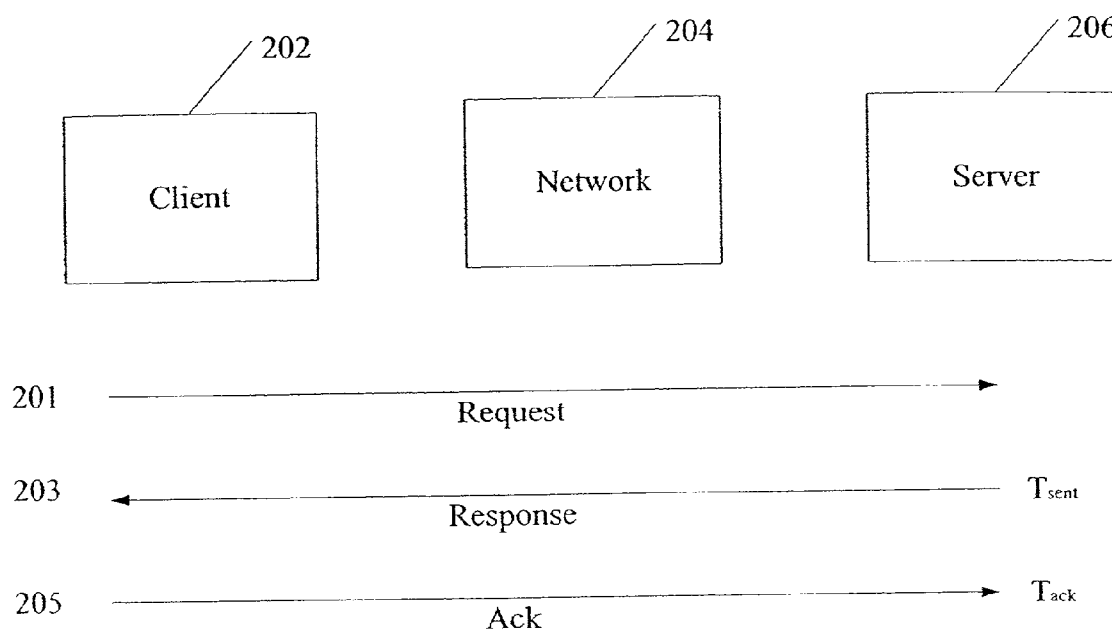 202
204
206
Client
Network
Server
201
Request
203
Response
Tsent
205
Ack
Tack